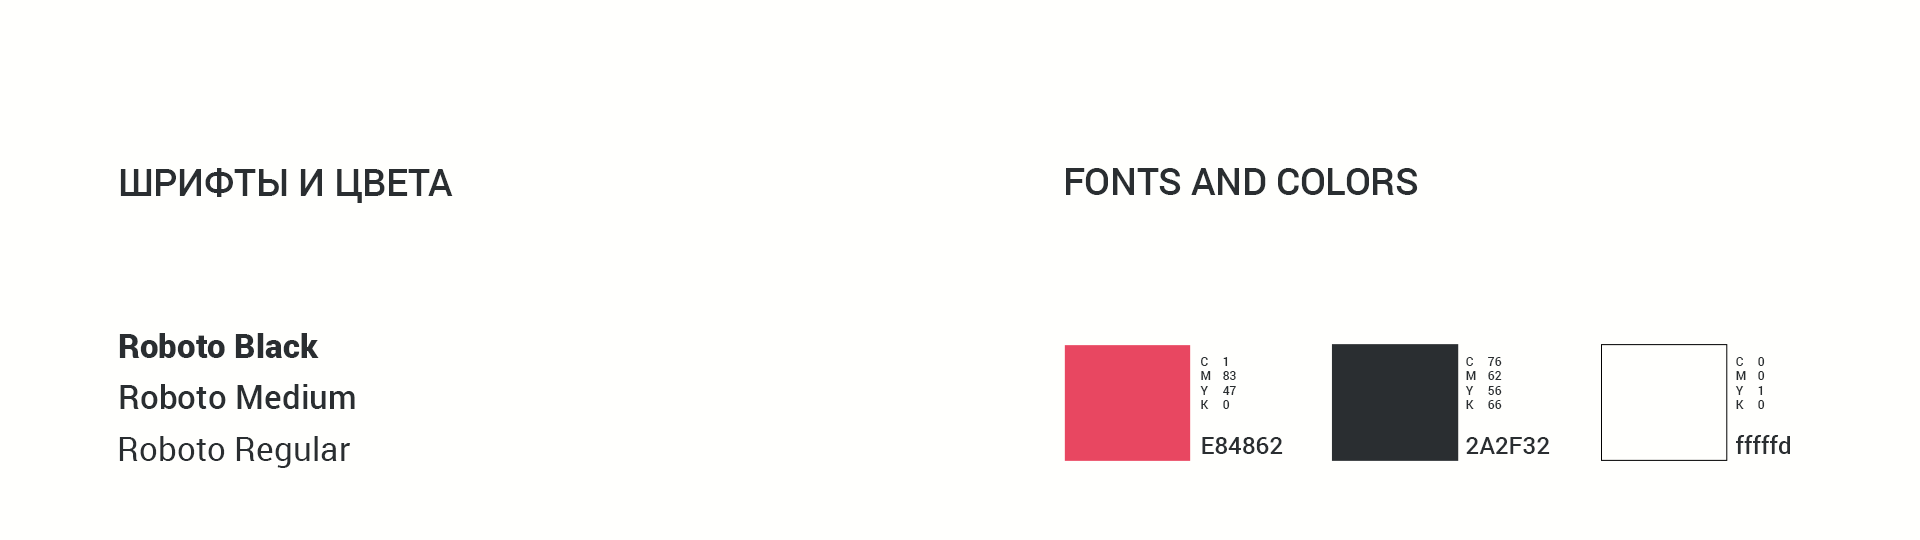 ШРИФТЫ И ЦВЕТА
FONTS AND COLORS
Roboto Black
Roboto Medium
Roboto Regular
C 1
M 83
Y 47
K 0
E84862
C 76
M 62
Y 56
K 66
2A2F32
C 0
M 0
Y 1
K 0
fffffd